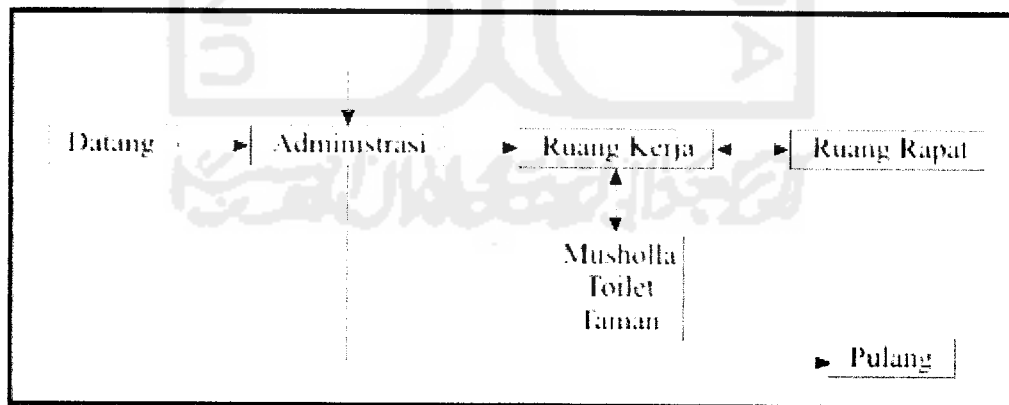 Datang
Administrasi
Ruang Kerja
Ruang Rapat
Musholla
Toilet
Taman
Pulang